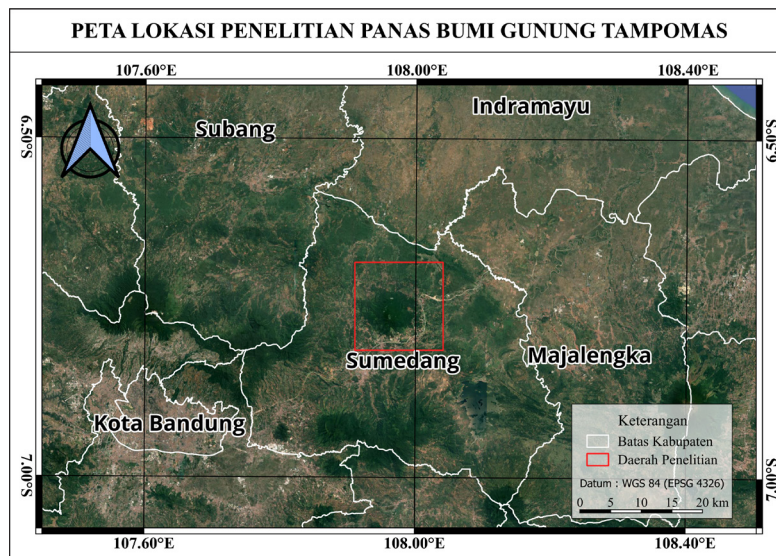 PETA LOKASI PENELITIAN PANAS BUMI GUNUNG TAMPOMAS
107.60°E 108.00°E 108.40°E
6.50°S 6.50°S
Indramayu
Subang
Sumedang
Majalengka
Kota Bandung
7.00°S 7.00°S
Keterangan
Batas Kabupaten
Daerah Penelitian
Datum : WGS 84 (EPSG 4326)
0 5 10 15 20 km
107.60°E 108.00°E 108.40°E